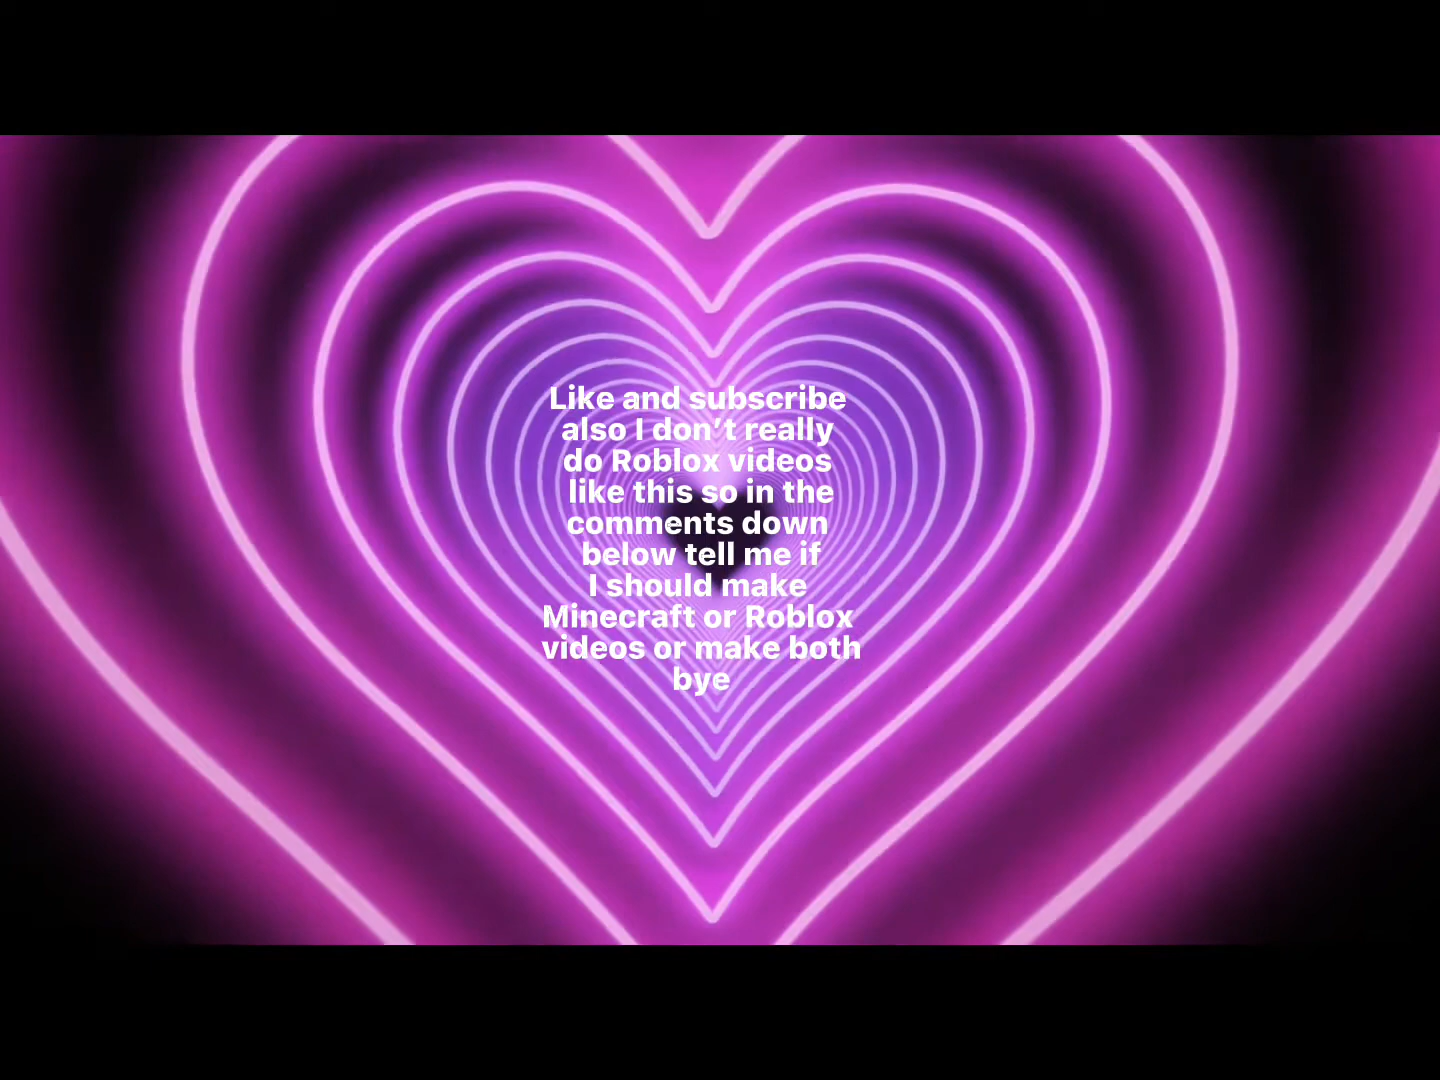 Like and subscribe
also I don't really
do Roblox videos
like this so in the
comments down
below tell me if
I should make
Minecraft or Roblox
videos or make both
bye